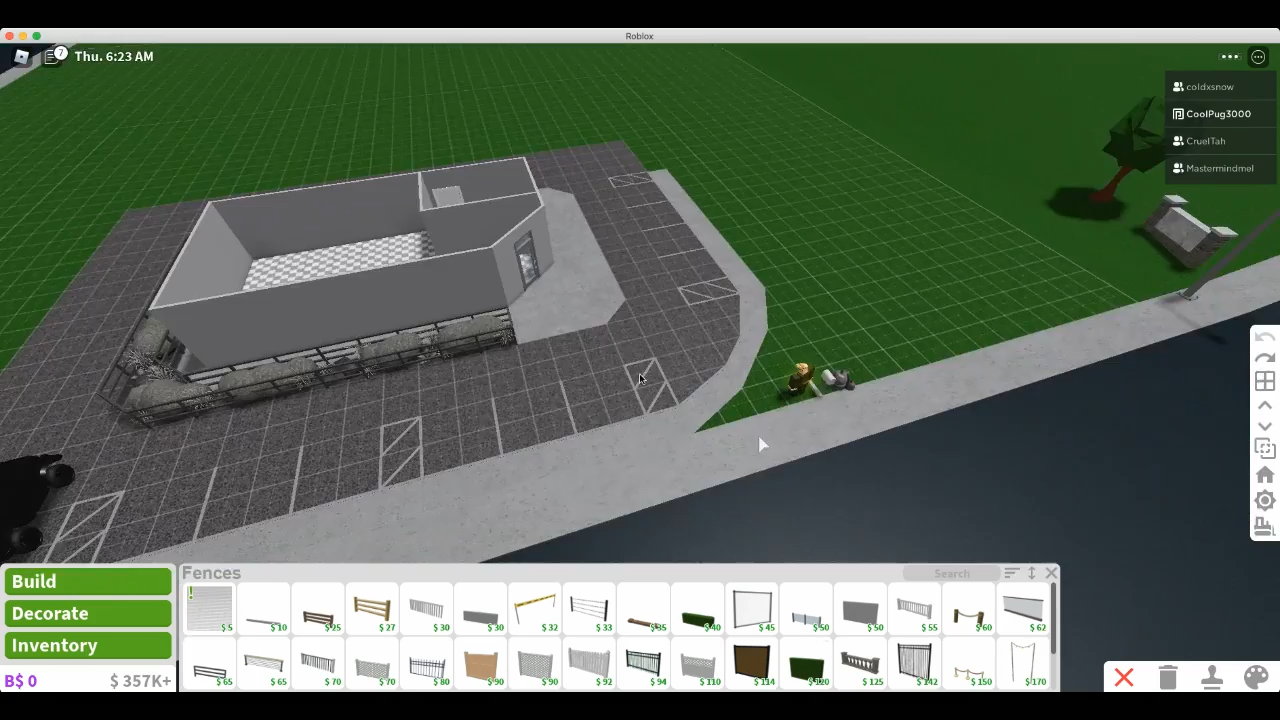 Roblox
7
Thu. 6:23 AM
coldxsnow
CoolPug3000
CruelTah
Mastermindmel
Build
Decorate
Inventory
B$ 0
$ 357K+
Fences
Search
$ 5
$ 10
$ 25
$ 27
$ 30
$ 30
$ 32
$ 33
$ 35
$ 40
$ 45
$ 50
$ 50
$ 55
$ 60
$ 62
$ 65
$ 65
$ 70
$ 70
$ 80
$ 90
$ 90
$ 92
$ 94
$ 110
$ 114
$ 120
$ 125
$ 142
$ 150
$ 170